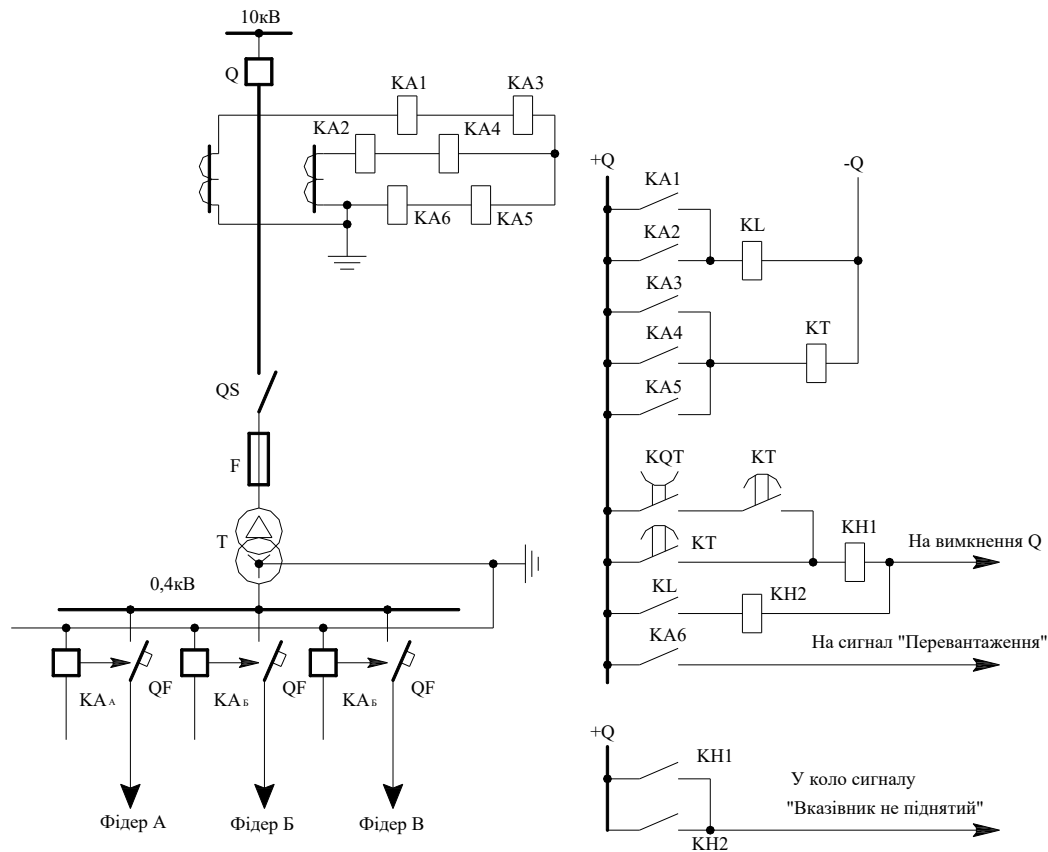 10кВ
Q
KA1
KA3
KA2
KA4
KA6
KA5
QS
F
T
0,4кВ
KAА
QF
KAБ
QF
KAБ
QF
Фідер А
Фідер Б
Фідер В
+Q
-Q
KA1
KA2
KL
KA3
KA4
KT
KA5
KQT
KT
KT
KH1
На вимкнення Q
KL
KH2
KA6
На сигнал "Перевантаження"
+Q
KH1
У коло сигналу
"Вказівник не піднятий"
KH2